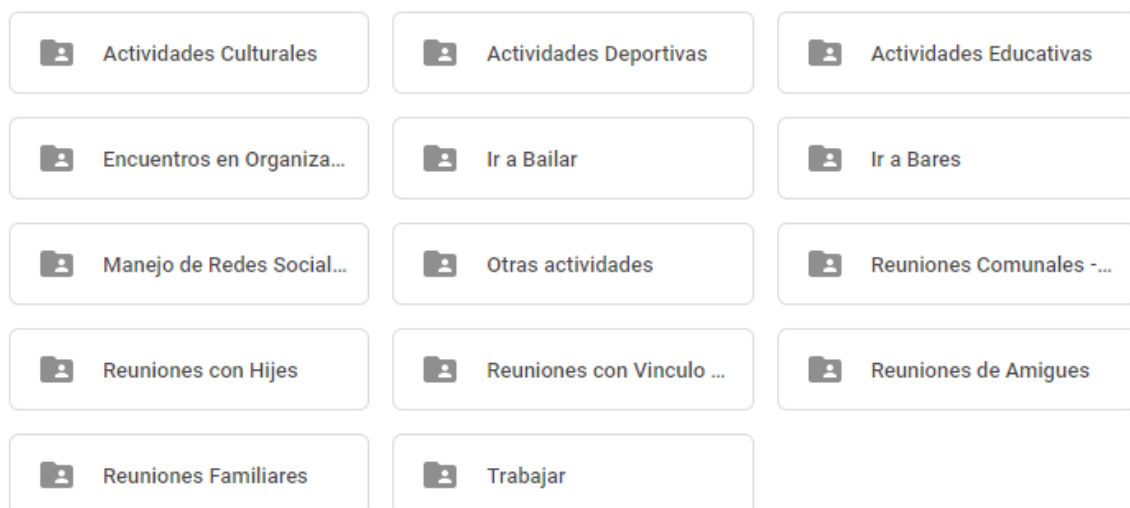 Actividades Culturales
Actividades Deportivas
Actividades Educativas
Encuentros en Organiza...
Ir a Bailar
Ir a Bares
Manejo de Redes Social...
Otras actividades
Reuniones Comunales -...
Reuniones con Hijes
Reuniones con Vinculo ...
Reuniones de Amigues
Reuniones Familiares
Trabajar